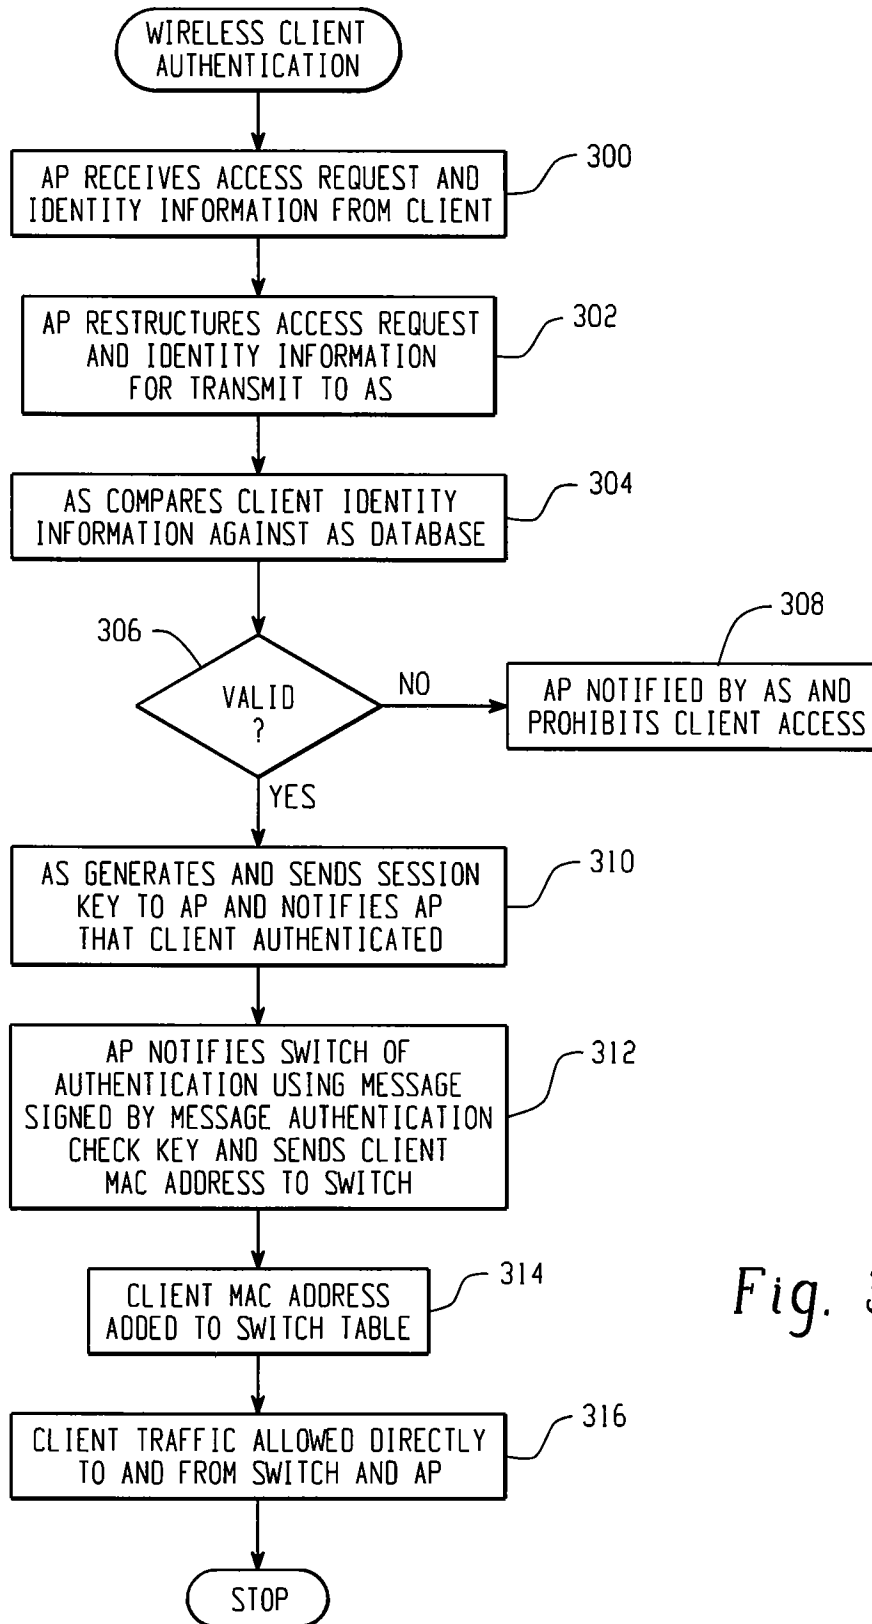 WIRELESS CLIENT
AUTHENTICATION
300
AP RECEIVES ACCESS REQUEST AND
IDENTITY INFORMATION FROM CLIENT
302
AP RESTRUCTURES ACCESS REQUEST
AND IDENTITY INFORMATION
FOR TRANSMIT TO AS
304
AS COMPARES CLIENT IDENTITY
INFORMATION AGAINST AS DATABASE
306
VALID
?
NO
308
AP NOTIFIED BY AS AND
PROHIBITS CLIENT ACCESS
YES
310
AS GENERATES AND SENDS SESSION
KEY TO AP AND NOTIFIES AP
THAT CLIENT AUTHENTICATED
312
AP NOTIFIES SWITCH OF
AUTHENTICATION USING MESSAGE
SIGNED BY MESSAGE AUTHENTICATION
CHECK KEY AND SENDS CLIENT
MAC ADDRESS TO SWITCH
314
CLIENT MAC ADDRESS
ADDED TO SWITCH TABLE
Fig.
316
CLIENT TRAFFIC ALLOWED DIRECTLY
TO AND FROM SWITCH AND AP
STOP